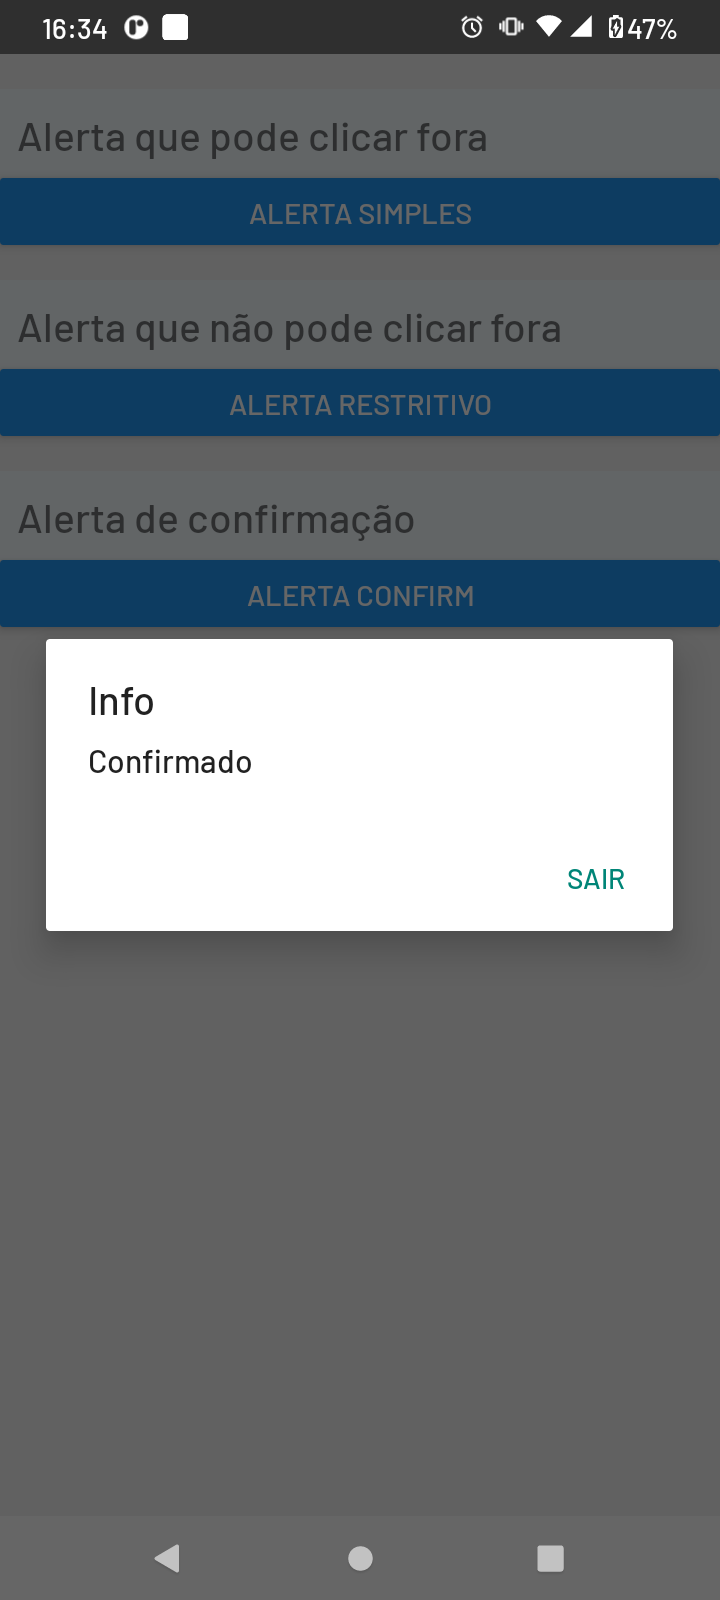 16:34
47%
Alerta que pode clicar fora
ALERTA SIMPLES
Alerta que não pode clicar fora
ALERTA RESTRITIVO
Alerta de confirmação
ALERTA CONFIRM
Info
Confirmado
SAIR